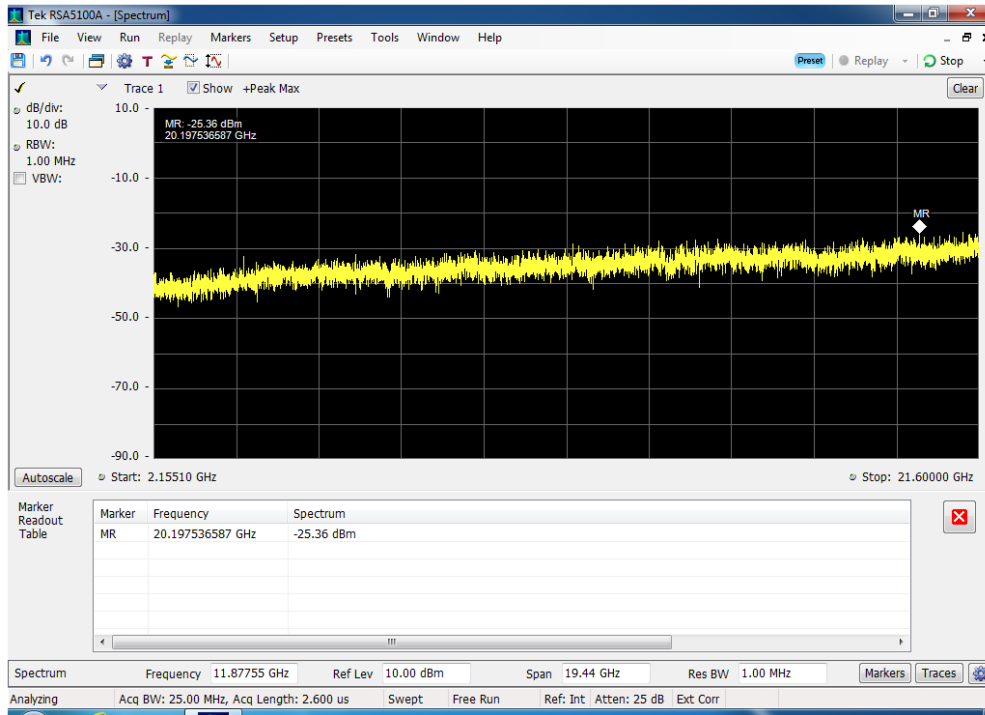 Tek RSA5100A - [Spectrum]
File View Run Replay Markers Setup Presets Tools Window Help
T Preset Replay Stop
Trace 1 Show +Peak Max Clear
dB/div:
10.0 dB
RBW:
1.00 MHz
VBW:
10.0
MR: -25.36 dBm
20.197536587 GHz
-10.0
MR
-30.0
-50.0
-70.0
-90.0
Autoscale Start: 2.15510 GHz Stop: 21.60000 GHz
Marker
Readout
Table
Marker Frequency Spectrum
MR 20.197536587 GHz -25.36 dBm
Spectrum Frequency 11.87755 GHz Ref Lev 10.00 dBm Span 19.44 GHz Res BW 1.00 MHz Markers Traces
Analyzing Acq BW: 25.00 MHz, Acq Length: 2.600 us Swept Free Run Ref: Int Atten: 25 dB Ext Corr